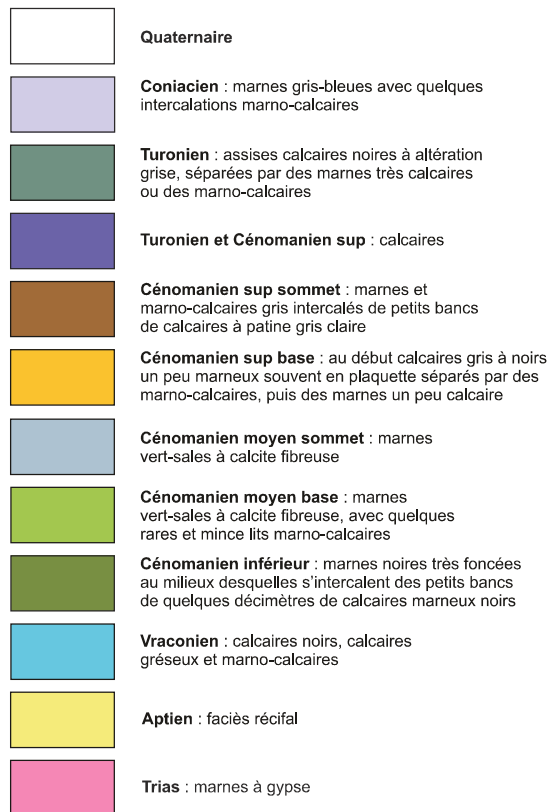 Quaternaire
Coniacien : marnes gris-bleues avec quelques
intercalations marno-calcaires
Turonien : assises calcaires noires à altération
grise, séparées par des marnes très calcaires
ou des marno-calcaires
Turonien et Cénomanien sup : calcaires
Cénomanien sup sommet : marnes et
marno-calcaires gris intercalés de petits bancs
de calcaires à patine gris claire
Cénomanien sup base : au début calcaires gris à noirs
un peu marneux souvent en plaquette séparés par des
marno-calcaires, puis des marnes un peu calcaire
Cénomanien moyen sommet : marnes
vert-sales à calcite fibreuse
Cénomanien moyen base : marnes
vert-sales à calcite fibreuse, avec quelques
rares et mince lits marno-calcaires
Cénomanien inférieur : marnes noires très foncées
au milieux desquelles s'intercalent des petits bancs
de quelques décimètres de calcaires marneux noirs
Vraconien : calcaires noirs, calcaires
gréseux et marno-calcaires
Aptien : faciès récifal
Trias : marnes à gypse